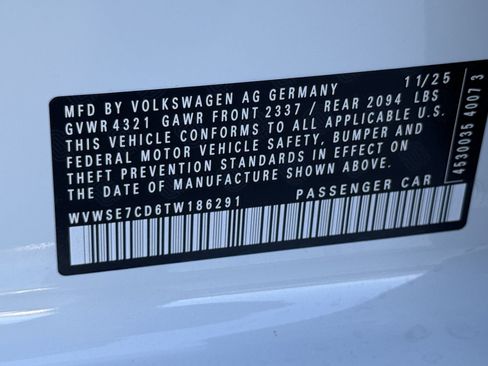 11/25
MFD BY VOLKSWAGEN AG GERMANY
GVWR 4321 GAWR FRONT 2337 / REAR 2094 LBS
THIS VEHICLE CONFORMS TO ALL APPLICABLE U.S.
FEDERAL MOTOR VEHICLE SAFETY, BUMPER AND
THEFT PREVENTION STANDARDS IN EFFECT ON
THE DATE OF MANUFACTURE SHOWN ABOVE.
WVWSE7CD6TW186291 PASSENGER CAR
4530035 4007 3